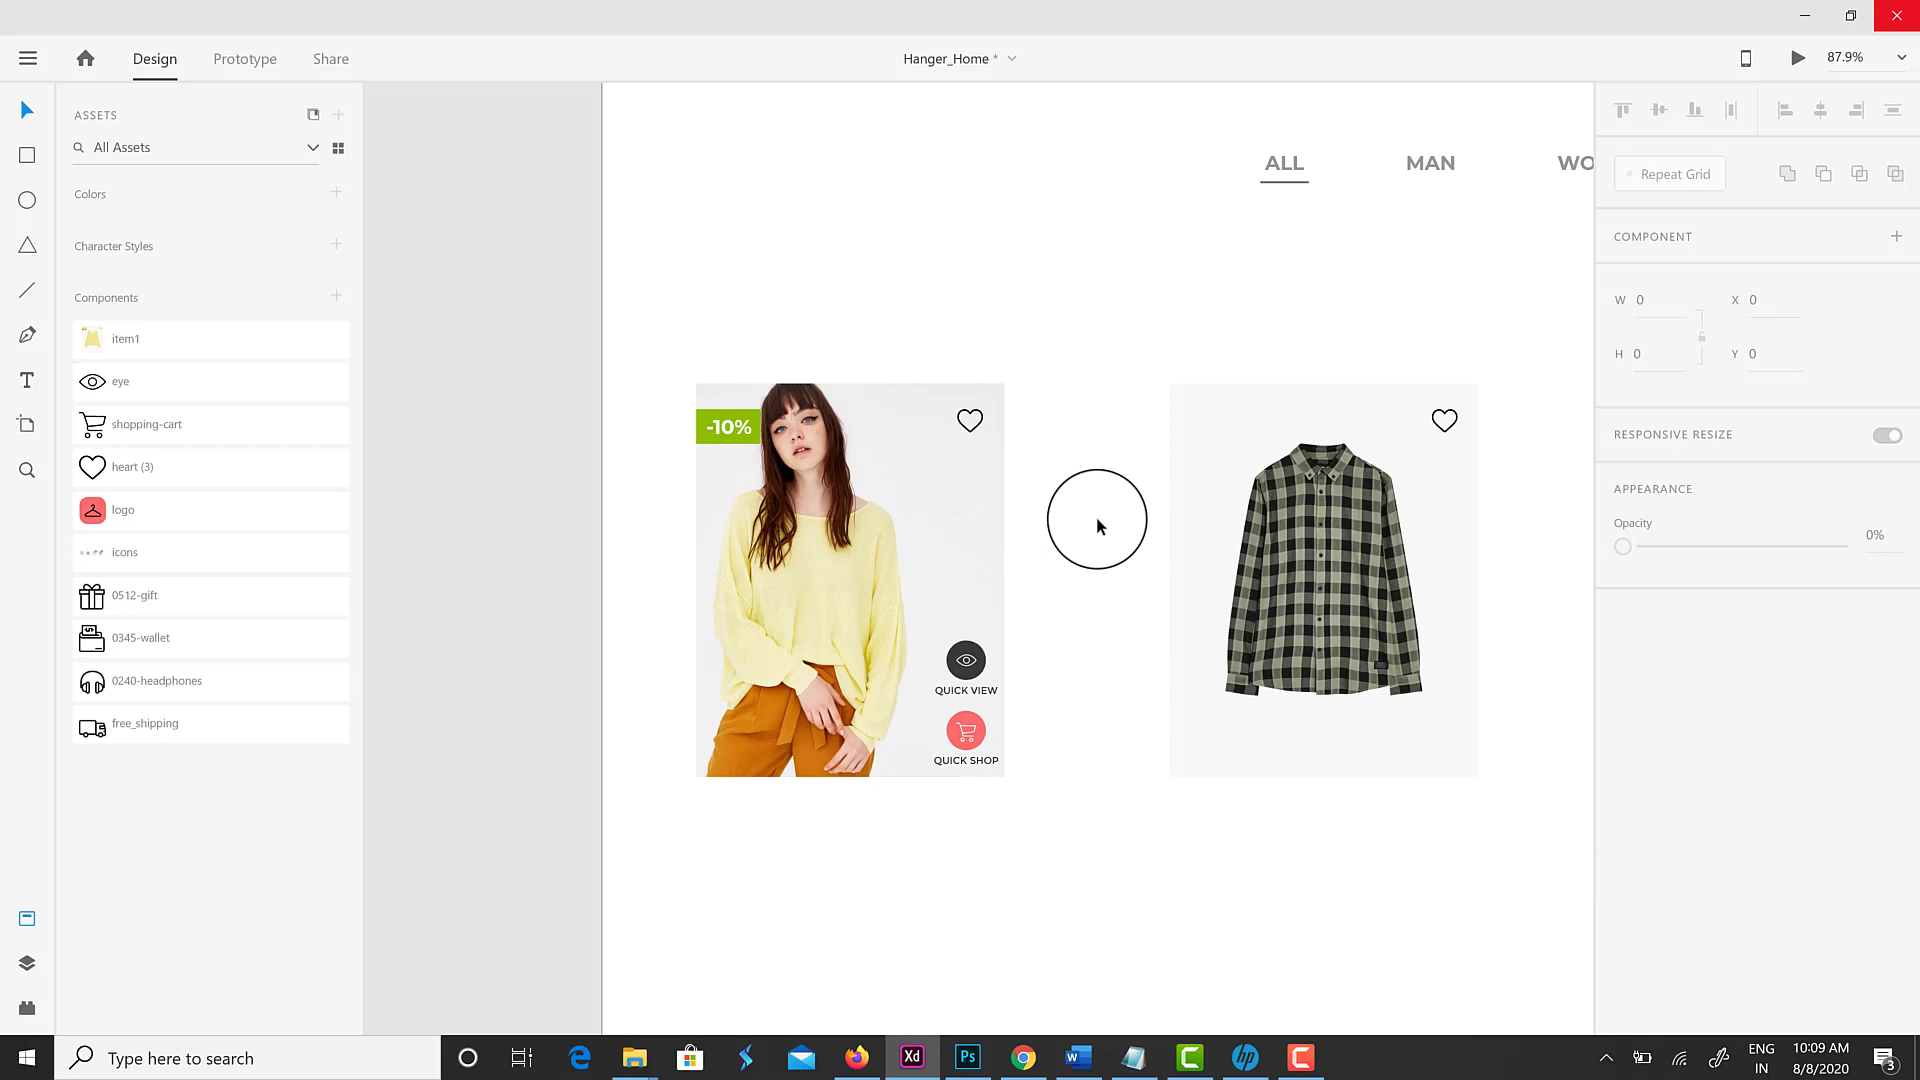 Design
Prototype
Share
Hanger_Home *
87.9%
ASSETS
All Assets
Colors
Character Styles
Components
item1
eye
shopping-cart
heart (3)
logo
icons
0512-gift
0345-wallet
0240-headphones
free_shipping
ALL
MAN
WO
-10%
QUICK VIEW
QUICK SHOP
Repeat Grid
COMPONENT
W 0
X 0
H 0
Y 0
RESPONSIVE RESIZE
APPEARANCE
Opacity
0%
Type here to search
Xd
Ps
ENG
IN
10:09 AM
8/8/2020
3